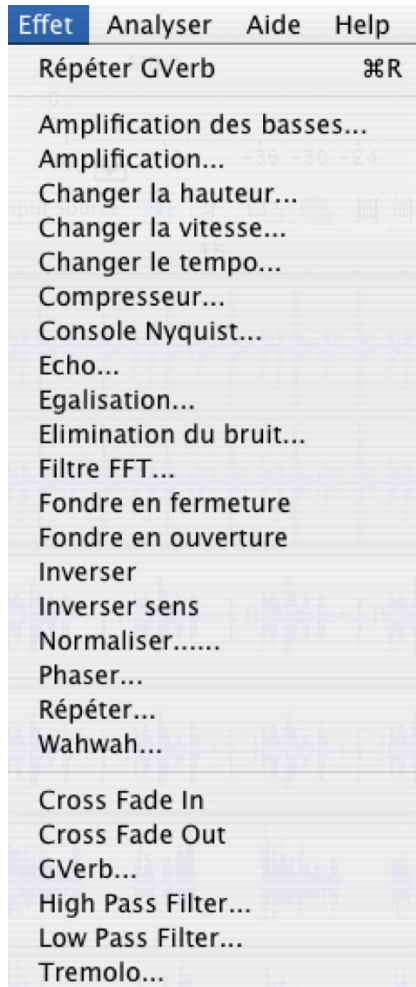 Effet Analyser Aide Help
Répéter GVerb ⌘R
Amplification des basses...
Amplification...
Changer la hauteur...
Changer la vitesse...
Changer le tempo...
Compresseur...
Console Nyquist...
Echo...
Egalisation...
Elimination du bruit...
Filtre FFT...
Fondre en fermeture
Fondre en ouverture
Inverser
Inverser sens
Normaliser......
Phaser...
Répéter...
Wahwah...
Cross Fade In
Cross Fade Out
GVerb...
High Pass Filter...
Low Pass Filter...
Tremolo...